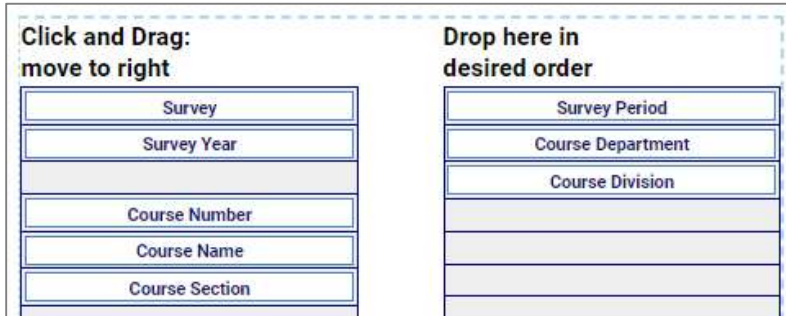 Click and Drag:
move to right
Survey
Survey Year
Course Number
Course Name
Course Section
Drop here in
desired order
Survey Period
Course Department
Course Division